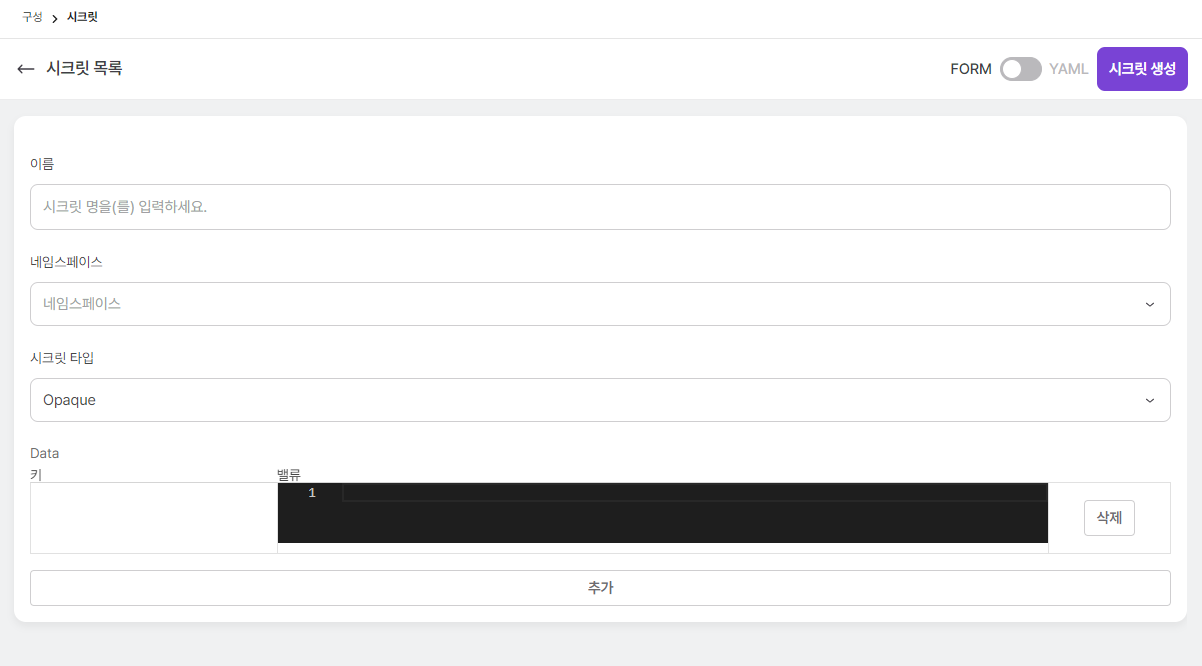 구성 > 시크릿
← 시크릿 목록
FORM YAML 시크릿 생성
이름
시크릿 명을(를) 입력하세요.
네임스페이스
네임스페이스
시크릿 타입
Opaque
Data
키 밸류
1
삭제
추가